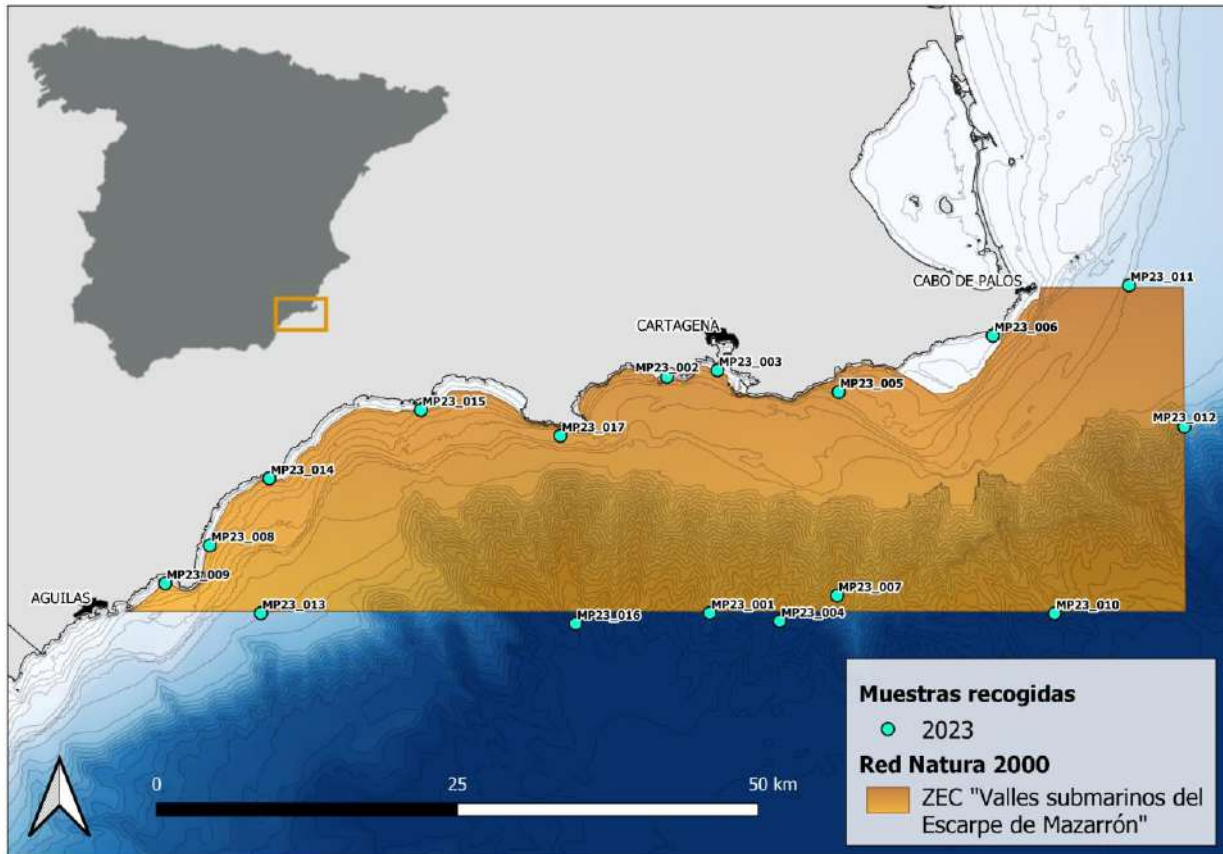 MP23_011
CABO DE PALOS
MP23_006
CARTAGENA
MP23_002
MP23_003
MP23_005
MP23_015
MP23_012
MP23_017
MP23_014
MP23_008
MP23_009
AGUILAS
MP23_013
MP23_016
MP23_001
MP23_004
MP23_007
MP23_010
Muestras recogidas
2023
Red Natura 2000
ZEC "Valles submarinos del
Escarpe de Mazarrón"
0 25 50 km